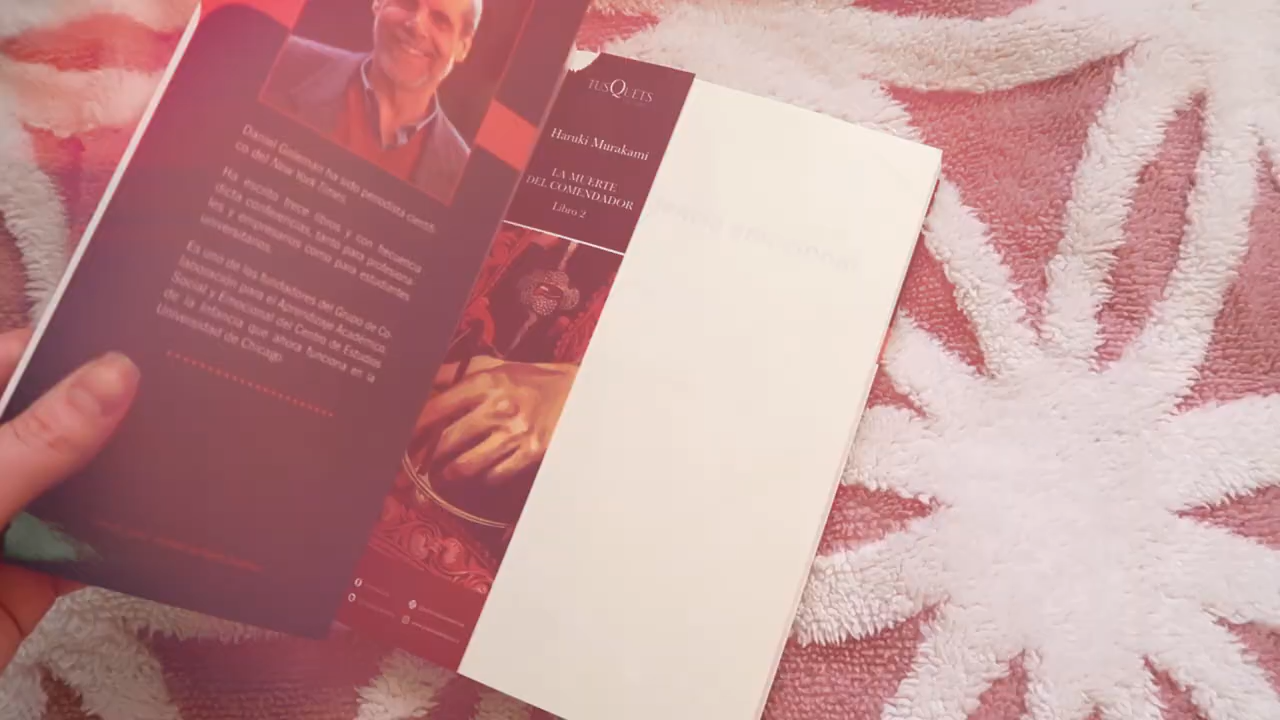 Daniel Goleman ha sido periodista científi-
co del New York Times.
Ha escrito trece libros y con frecuencia
dicta conferencias, tanto para profesiona-
les y empresarios como para estudiantes
universitarios.
Es uno de los fundadores del Grupo de Co-
laboración para el Aprendizaje Académico,
Social y Emocional del Centro de Estudios
de la Infancia que ahora funciona en la
Universidad de Chicago.
TUSQUETS
Haruki Murakami
LA MUERTE
DEL COMENDADOR
Libro 2